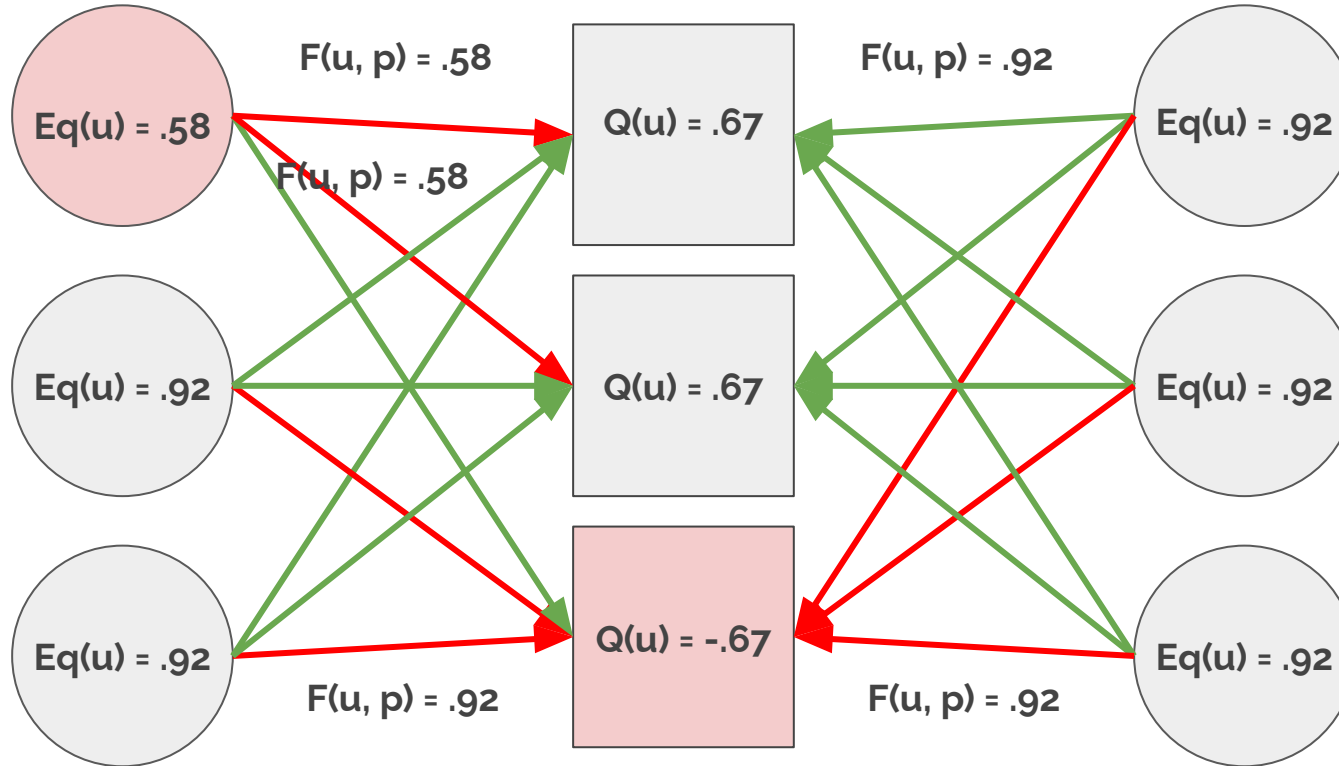 F(u, p) = .58
F(u, p) = .92
Eq(u) = .58
Q(u) = .67
Eq(u) = .92
F(u, p) = .58
Eq(u) = .92
Q(u) = .67
Eq(u) = .92
Eq(u) = .92
Q(u) = -.67
Eq(u) = .92
F(u, p) = .92
F(u, p) = .92